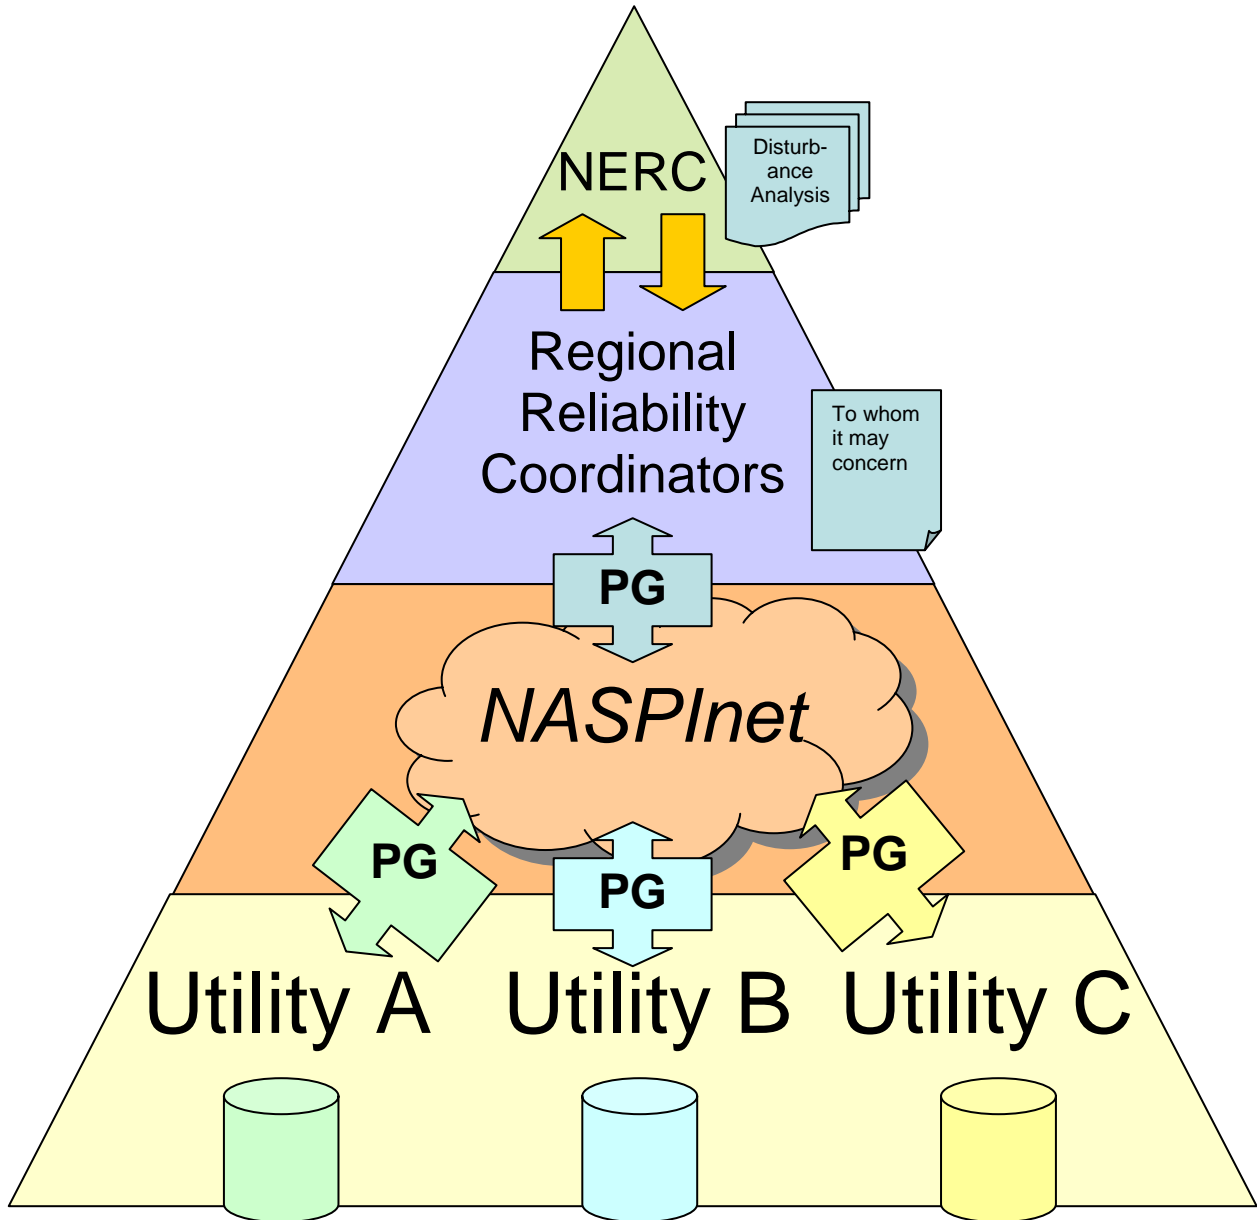 NERC
Disturb-
ance
Analysis
Regional
Reliability
Coordinators
To whom
it may
concern
PG
NASPInet
PG
PG
PG
Utility A
Utility B
Utility C